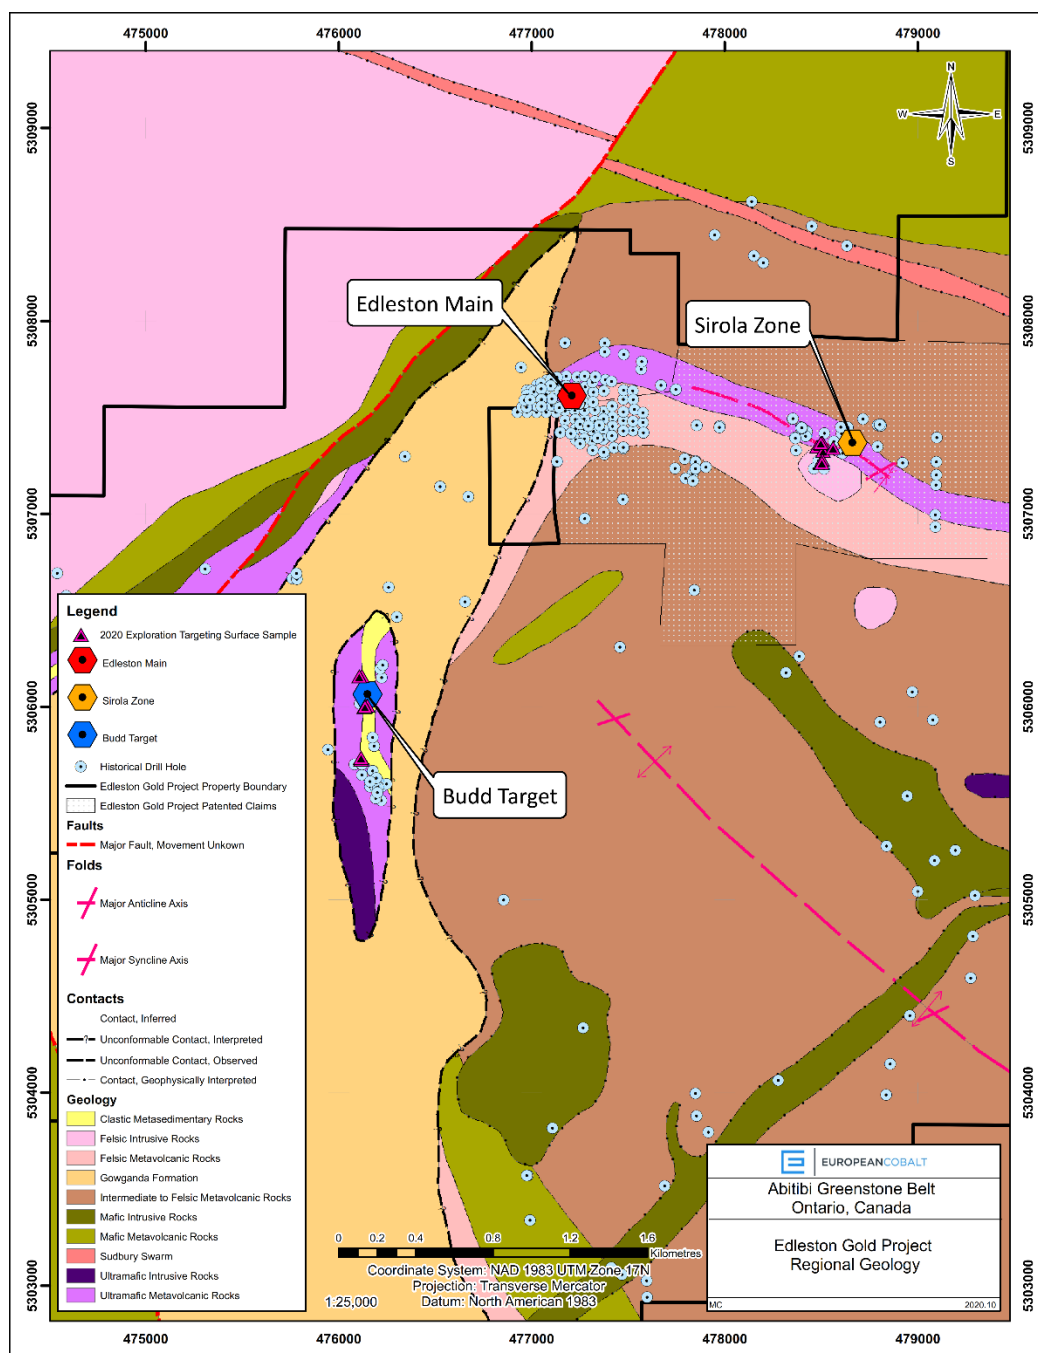 475000
476000
477000
478000
479000
5309000
5309000
N
W
E
S
5308000
5308000
Edleston Main
Sirola Zone
5307000
5307000
Legend
2020 Exploration Targeting Surface Sample
Edleston Main
Sirola Zone
Budd Target
Historical Drill Hole
Edleston Gold Project Property Boundary
Edleston Gold Project Patented Claims
Faults
Major Fault, Movement Unkown
Folds
Major Anticline Axis
Major Syncline Axis
Contacts
Contact, Inferred
Unconformable Contact, Interpreted
Unconformable Contact, Observed
Contact, Geophysically Interpreted
Geology
Clastic Metasedimentary Rocks
Felsic Intrusive Rocks
Felsic Metavolcanic Rocks
Gowganda Formation
Intermediate to Felsic Metavolcanic Rocks
Mafic Intrusive Rocks
Mafic Metavolcanic Rocks
Sudbury Swarm
Ultramafic Intrusive Rocks
Ultramafic Metavolcanic Rocks
5306000
5306000
Budd Target
5305000
5305000
5304000
5304000
5303000
5303000
0 0.2 0.4 0.8 1.2 1.6
Kilometres
Coordinate System: NAD 1983 UTM Zone 17N
Projection: Transverse Mercator
1:25,000
Datum: North American 1983
EUROPEANCOBALT
Abitibi Greenstone Belt
Ontario, Canada
Edleston Gold Project
Regional Geology
MC
2020.10
475000
476000
477000
478000
479000